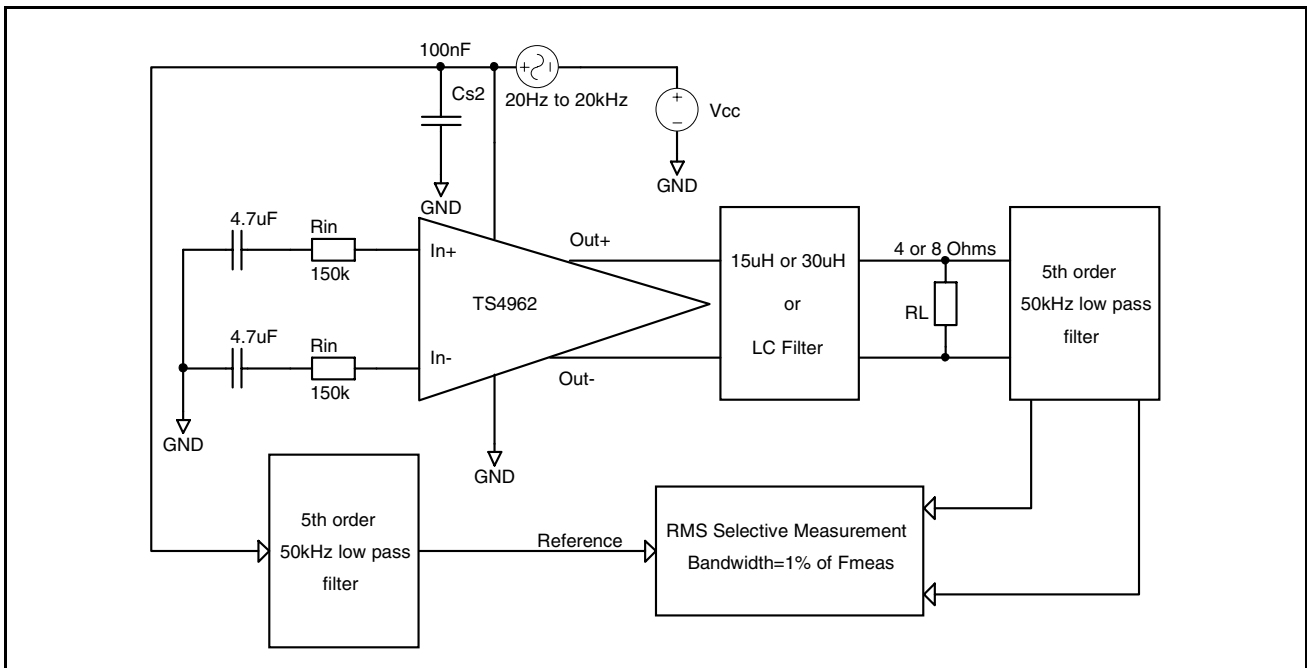 100nF
Cs2
20Hz to 20kHz
+
+
−
Vcc
GND
GND
4.7uF
Rin
150k
In+
Out+
TS4962
4.7uF
Rin
150k
In-
Out-
GND
GND
15uH or 30uH
or
LC Filter
4 or 8 Ohms
RL
5th order
50kHz low pass
filter
5th order
50kHz low pass
filter
Reference
RMS Selective Measurement
Bandwidth=1% of Fmeas